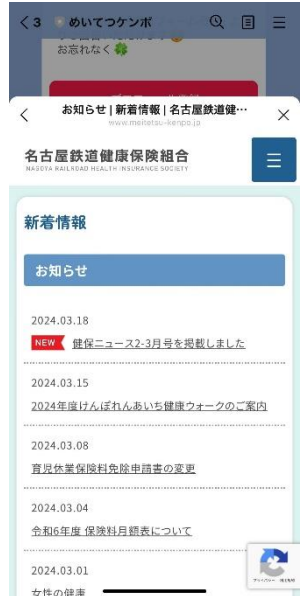 3 めいてつケンポ
お忘れなく
お知らせ | 新着情報 | 名古屋鉄道健…
www.meitetsu-kenpo.jp
名古屋鉄道健康保険組合
NAGOYA RAILROAD HEALTH INSURANCE SOCIETY
新着情報
お知らせ
2024.03.18
NEW 健保ニュース2-3月号を掲載しました
2024.03.15
2024年度けんぽれんあいち健康ウォークのご案内
2024.03.08
育児休業保険料免除申請書の変更
2024.03.04
令和6年度 保険料月額表について
2024.03.01
女性の健康